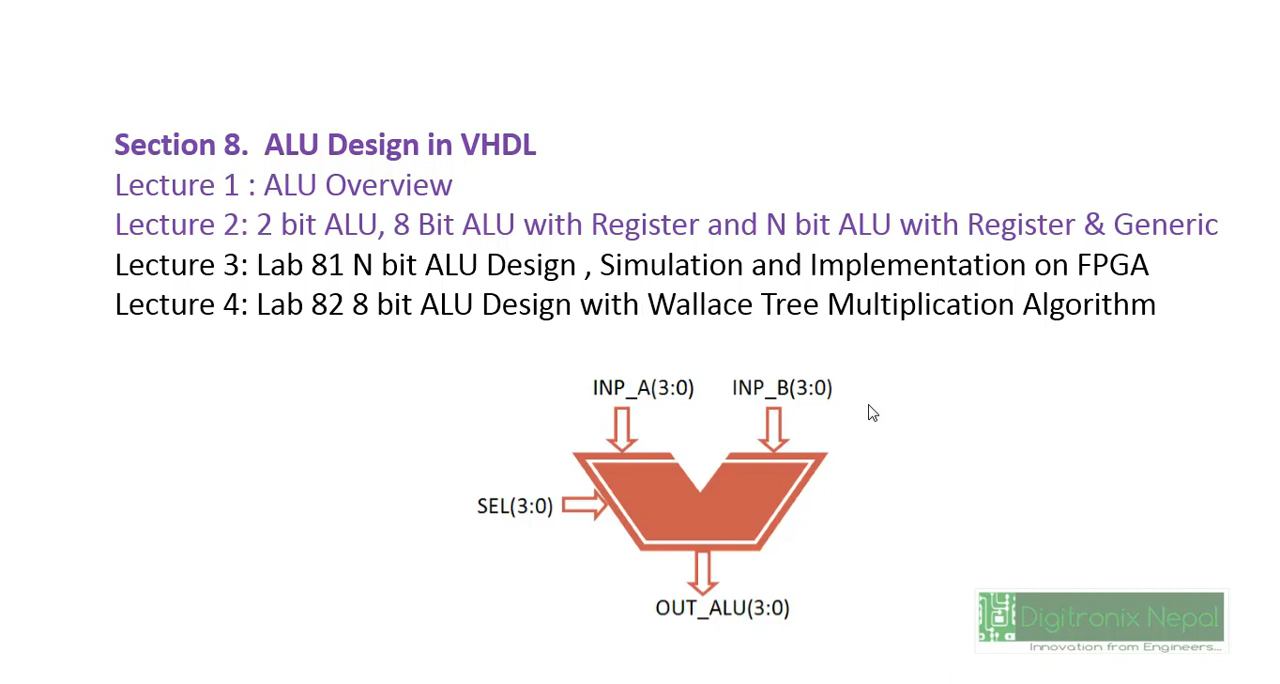 Section 8.  ALU Design in VHDL
Lecture 1 : ALU Overview
Lecture 2: 2 bit ALU, 8 Bit ALU with Register and N bit ALU with Register & Generic
Lecture 3: Lab 81 N bit ALU Design , Simulation and Implementation on FPGA
Lecture 4: Lab 82 8 bit ALU Design with Wallace Tree Multiplication Algorithm
INP_A(3:0) INP_B(3:0)
SEL(3:0)
OUT_ALU(3:0)
Digitronix Nepal
Innovation from Engineers...